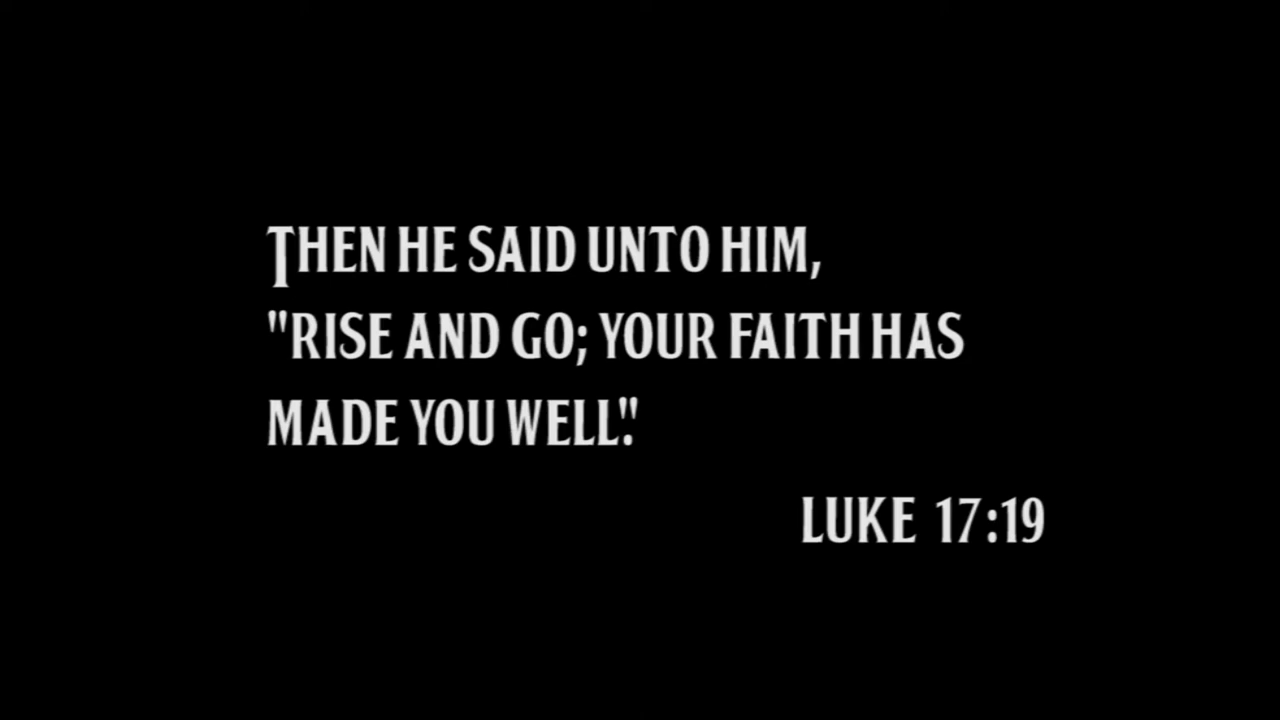 THEN HE SAID UNTO HIM,
"RISE AND GO; YOUR FAITH HAS
MADE YOU WELL."
LUKE 17:19